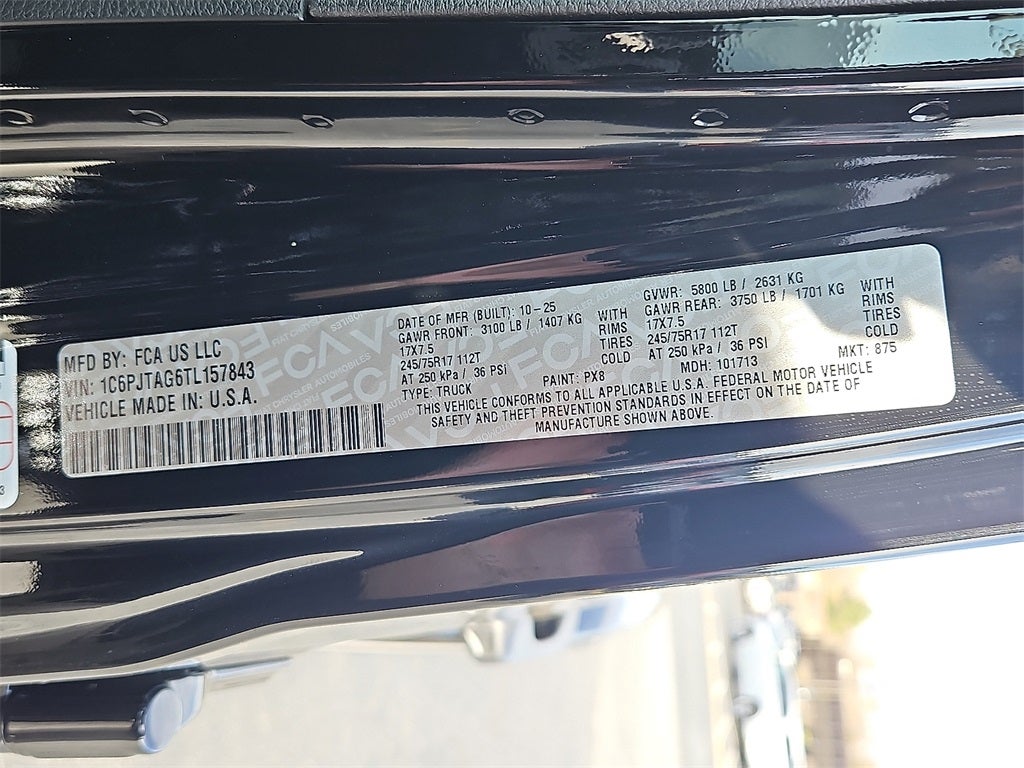 MFD BY: FCA US LLC
VIN: 1C6PJTAG6TL157843
VEHICLE MADE IN: U.S.A.
DATE OF MFR (BUILT): 10-25
GAWR FRONT: 3100 LB / 1407 KG WITH
17X7.5 RIMS
245/75R17 112T TIRES
AT 250 kPa / 36 PSI COLD
TYPE: TRUCK
GVWR: 5800 LB / 2631 KG
GAWR REAR: 3750 LB / 1701 KG WITH
17X7.5 RIMS
245/75R17 112T TIRES
AT 250 kPa / 36 PSI COLD
PAINT: PX8 MDH: 101713 MKT: 875
THIS VEHICLE CONFORMS TO ALL APPLICABLE U.S.A. FEDERAL MOTOR VEHICLE
SAFETY AND THEFT PREVENTION STANDARDS IN EFFECT ON THE DATE OF
MANUFACTURE SHOWN ABOVE.